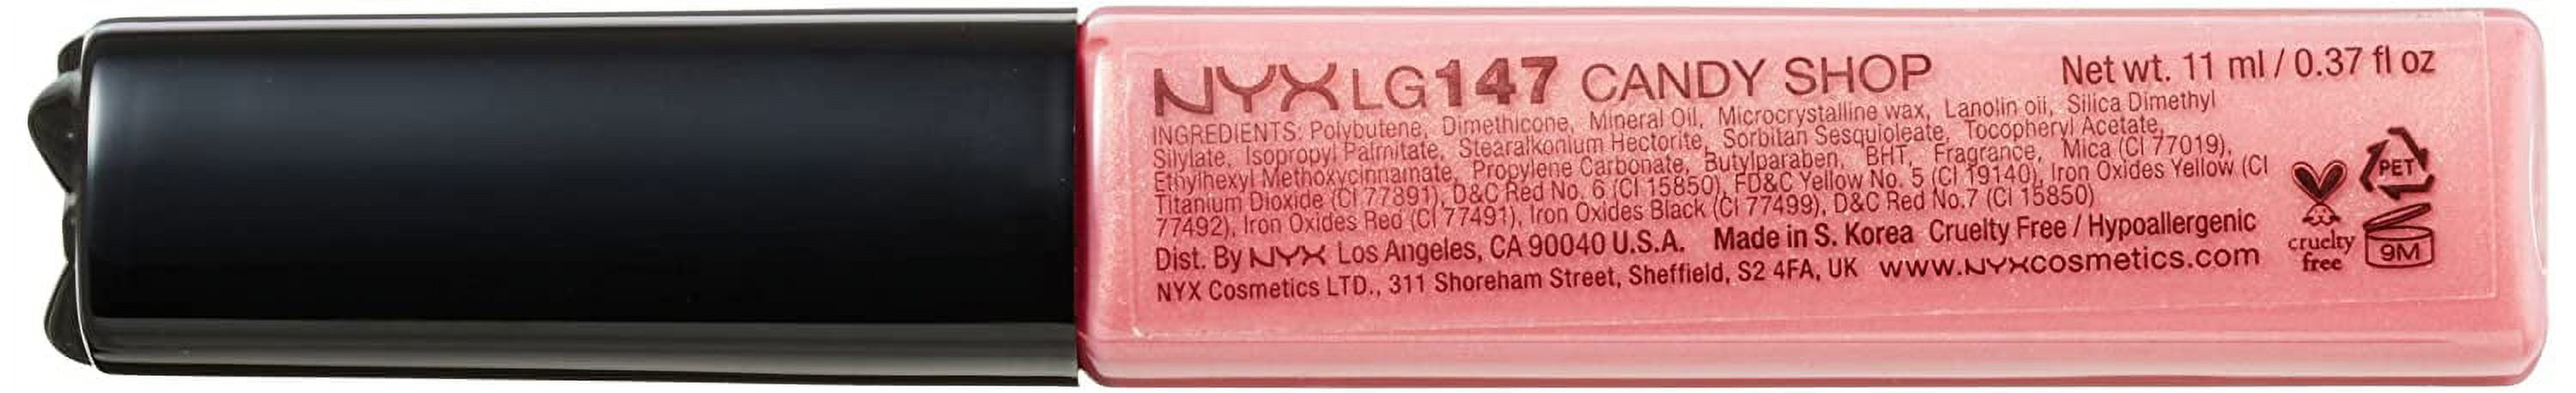 NYX LG147 CANDY SHOP Net wt. 11 ml / 0.37 fl oz
INGREDIENTS: Polybutene, Dimethicone, Mineral Oil, Microcrystalline wax, Lanolin oil, Silica Dimethyl
Silylate, Isopropyl Palmitate, Stearalkonium Hectorite, Sorbitan Sesquioleate, Tocopheryl Acetate,
Ethylhexyl Methoxycinnamate, Propylene Carbonate, Butylparaben, BHT, Fragrance, Mica (CI 77019),
Titanium Dioxide (CI 77891), D&C Red No. 6 (CI 15850), FD&C Yellow No. 5 (CI 19140), Iron Oxides Yellow (CI
77492), Iron Oxides Red (CI 77491), Iron Oxides Black (CI 77499), D&C Red No.7 (CI 15850)
Dist. By NYX Los Angeles, CA 90040 U.S.A. Made in S. Korea Cruelty Free / Hypoallergenic
NYX Cosmetics LTD., 311 Shoreham Street, Sheffield, S2 4FA, UK www.NYXcosmetics.com
cruelty
free
PET
9M